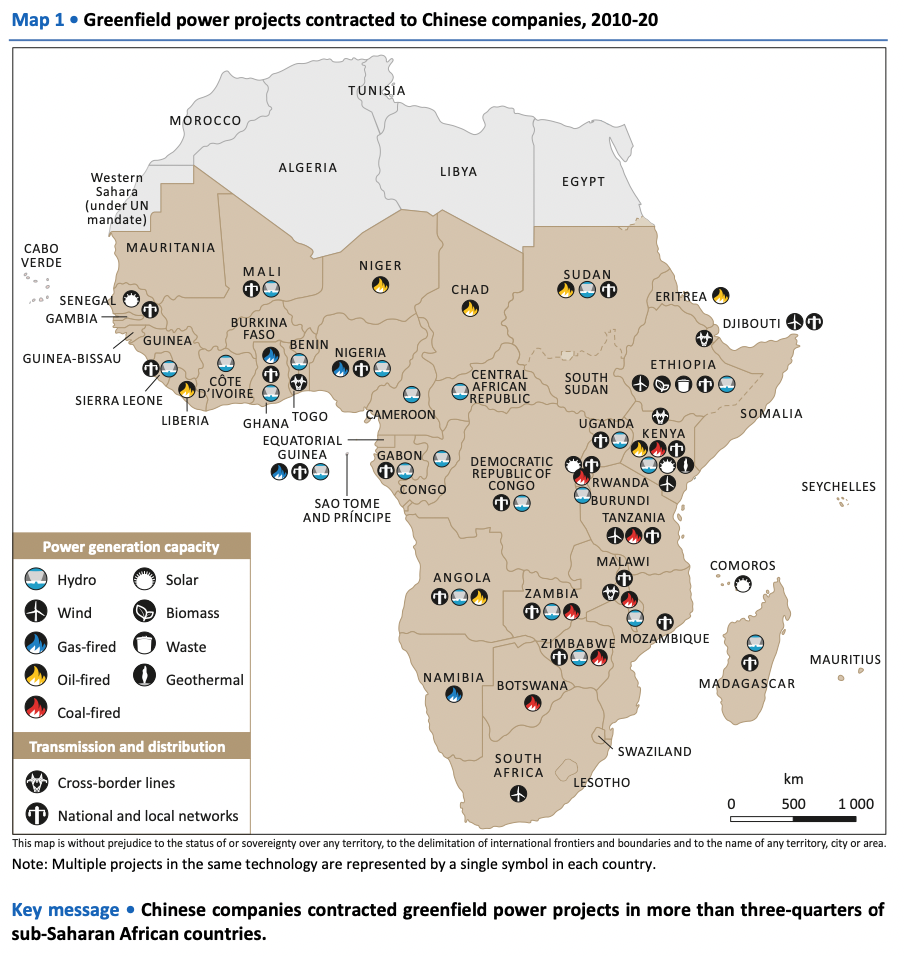 Map 1 • Greenfield power projects contracted to Chinese companies, 2010-20
TUNISIA
MOROCCO
ALGERIA
LIBYA
EGYPT
Western
Sahara
(under UN
mandate)
CABO
VERDE
MAURITANIA
MALI
NIGER
CHAD
SUDAN
ERITREA
SENEGAL
GAMBIA
DJIBOUTI
GUINEA-BISSAU
GUINEA
BURKINA
FASO
BENIN
NIGERIA
ETHIOPIA
SIERRA LEONE
CÔTE
D'IVOIRE
CENTRAL
AFRICAN
REPUBLIC
SOUTH
SUDAN
SOMALIA
LIBERIA
GHANA
TOGO
CAMEROON
UGANDA
KENYA
EQUATORIAL
GUINEA
GABON
CONGO
DEMOCRATIC
REPUBLIC OF
CONGO
RWANDA
BURUNDI
SEYCHELLES
SAO TOME
AND PRÍNCIPE
TANZANIA
MALAWI
COMOROS
ANGOLA
ZAMBIA
ZIMBABWE
MOZAMBIQUE
MAURITIUS
NAMIBIA
BOTSWANA
MADAGASCAR
SOUTH
AFRICA
SWAZILAND
LESOTHO
Power generation capacity
Hydro
Solar
Wind
Biomass
Gas-fired
Waste
Oil-fired
Geothermal
Coal-fired
Transmission and distribution
Cross-border lines
National and local networks
km
0 500 1 000
This map is without prejudice to the status of or sovereignty over any territory, to the delimitation of international frontiers and boundaries and to the name of any territory, city or area.
Note: Multiple projects in the same technology are represented by a single symbol in each country.
Key message • Chinese companies contracted greenfield power projects in more than three-quarters of
sub-Saharan African countries.